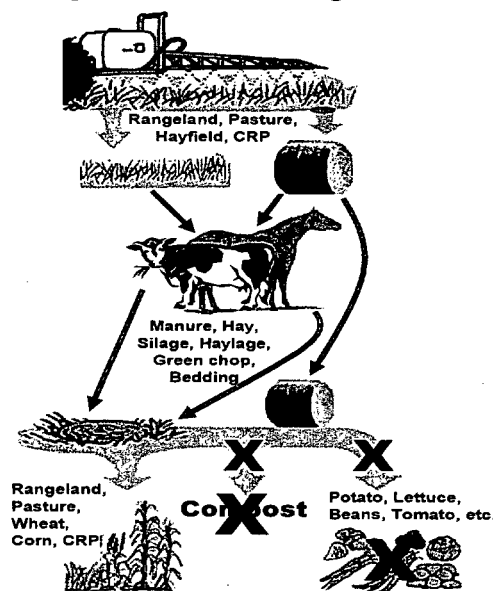 Rangeland, Pasture,
Hayfield, CRP
Manure, Hay,
Silage, Haylage,
Green chop,
Bedding
Rangeland,
Pasture,
Wheat,
Corn, CRP
Compost
Potato, Lettuce,
Beans, Tomato, etc.